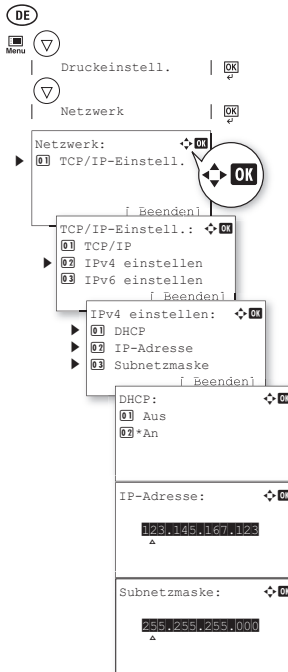 DE
Menu
Druckeinstell. OK
Netzwerk OK
Netzwerk: OK
01 TCP/IP-Einstell.
OK
[ Beenden]
TCP/IP-Einstell.: OK
01 TCP/IP
02 IPv4 einstellen
03 IPv6 einstellen
[ Beenden]
IPv4 einstellen: OK
01 DHCP
02 IP-Adresse
03 Subnetzmaske
[ Beenden]
DHCP: OK
01 Aus
02 *An
IP-Adresse: OK
123.145.167.123
Subnetzmaske: OK
255.255.255.000